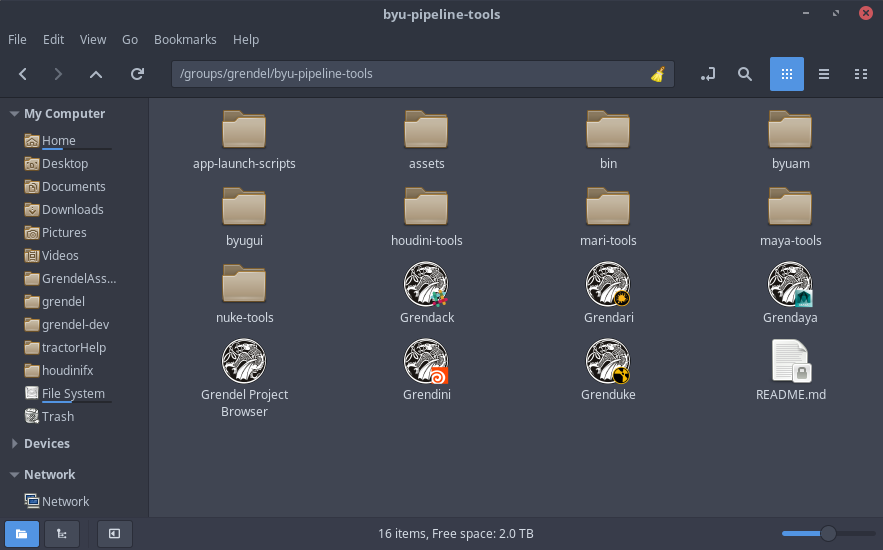 byu-pipeline-tools
File Edit View Go Bookmarks Help
/groups/grendel/byu-pipeline-tools
My Computer
Home
Desktop
Documents
Downloads
Pictures
Videos
GrendelAss...
grendel
grendel-dev
tractorHelp
houdinifx
File System
Trash
Devices
Network
Network
app-launch-scripts assets bin byuam
byugui houdini-tools mari-tools maya-tools
nuke-tools Grendack Grendari Grendaya
Grendel Project Grendini Grenduke README.md
Browser
16 items, Free space: 2.0 TB